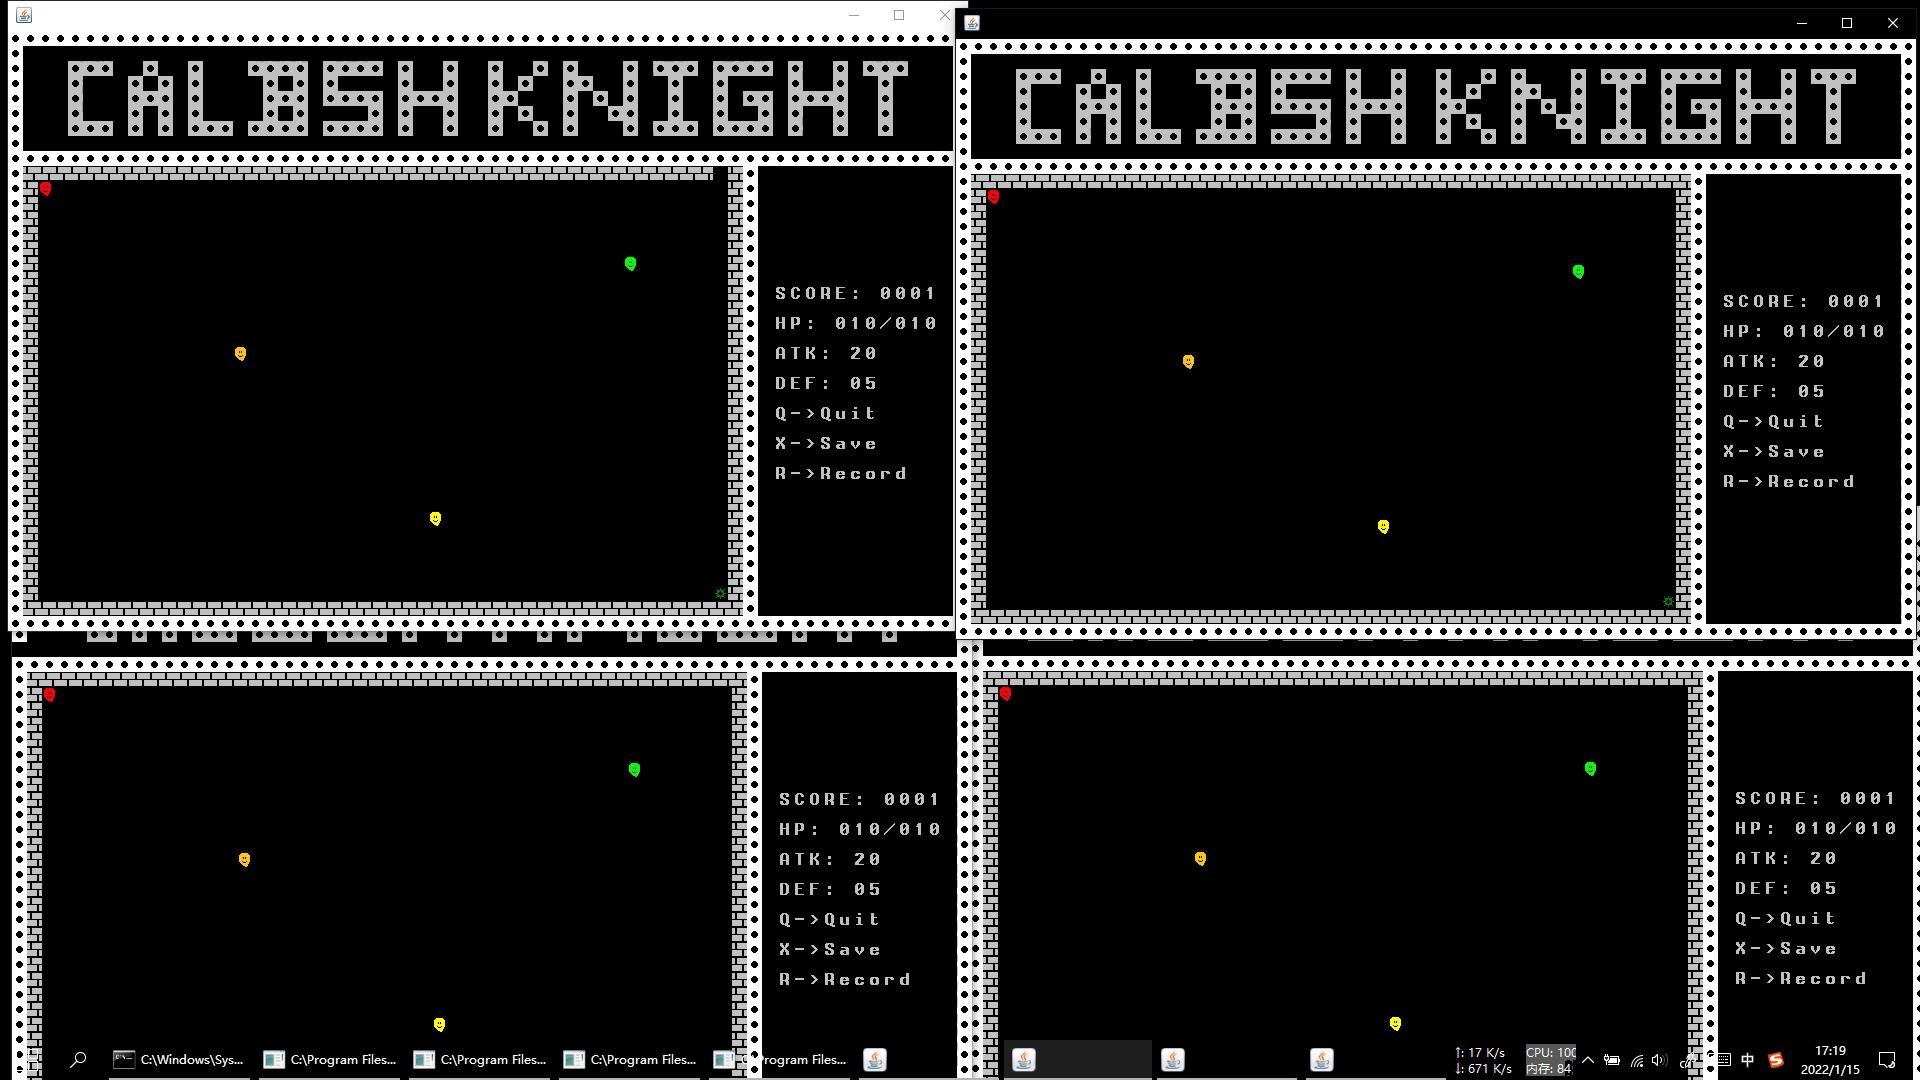 CALBSH KNIGHT
CALBSH KNIGHT
SCORE: 0001
HP: 010/010
ATK: 20
DEF: 05
Q->Quit
X->Save
R->Record
SCORE: 0001
HP: 010/010
ATK: 20
DEF: 05
Q->Quit
X->Save
R->Record
SCORE: 0001
HP: 010/010
ATK: 20
DEF: 05
Q->Quit
X->Save
R->Record
SCORE: 0001
HP: 010/010
ATK: 20
DEF: 05
Q->Quit
X->Save
R->Record
C:\Windows\Sys...
C:\Program Files...
C:\Program Files...
C:\Program Files...
Program Files...
↑: 17 K/s
↓: 671 K/s
CPU: 100
内存: 84
中
17:19
2022/1/15